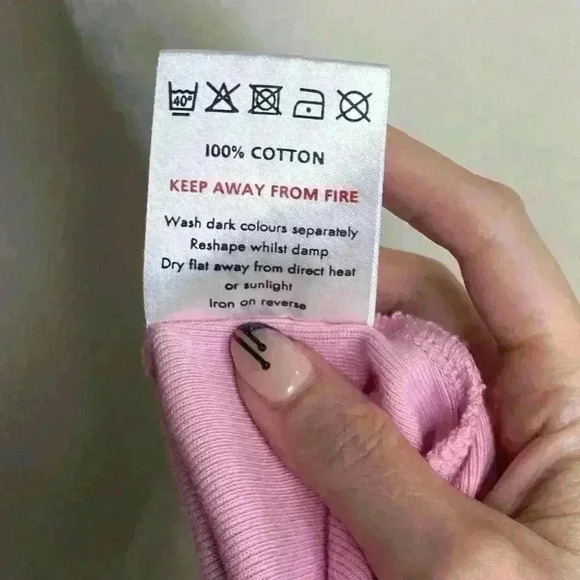 40°
100% COTTON
KEEP AWAY FROM FIRE
Wash dark colours separately
Reshape whilst damp
Dry flat away from direct heat
or sunlight
Iron on reverse